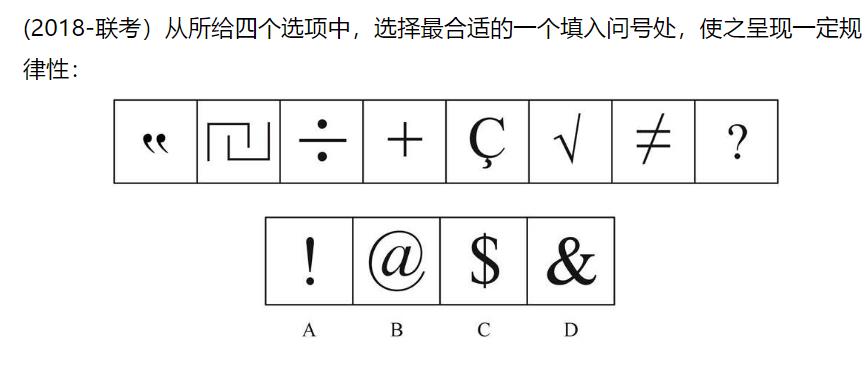 (2018-联考）从所给四个选项中，选择最合适的一个填入问号处，使之呈现一定规
律性：
„ ₪ ÷ + Ç √ ≠ ?
! @ $ &
A B C D